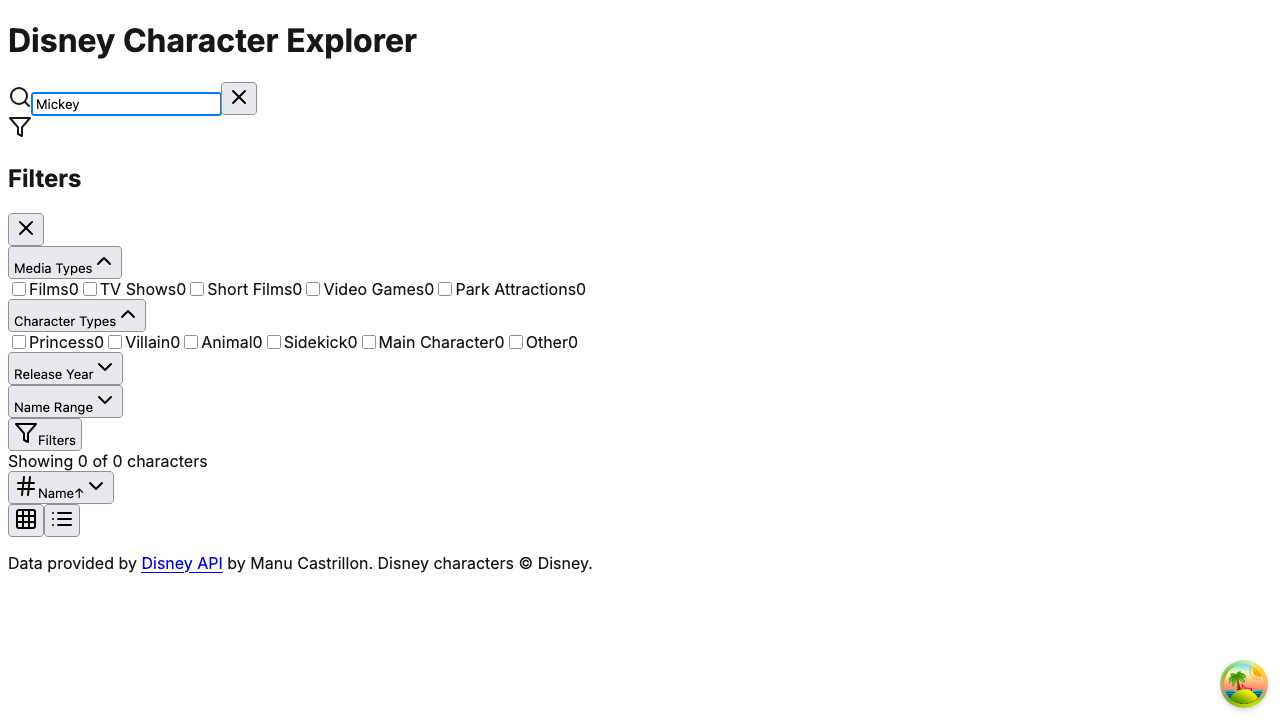 Disney Character Explorer
Mickey
Filters
Media Types
Films0 TV Shows0 Short Films0 Video Games0 Park Attractions0
Character Types
Princess0 Villain0 Animal0 Sidekick0 Main Character0 Other0
Release Year
Name Range
Filters
Showing 0 of 0 characters
Name↑
Data provided by Disney API by Manu Castrillon. Disney characters © Disney.